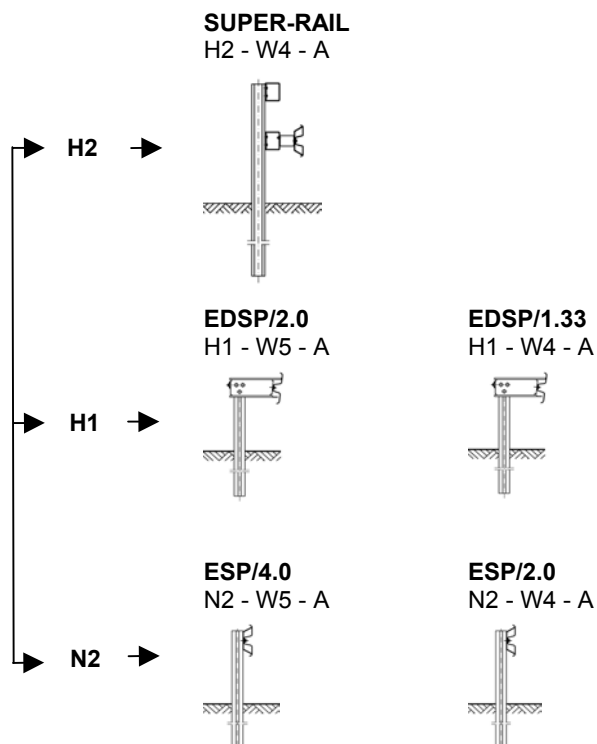 SUPER-RAIL
H2 - W4 - A
H2
EDSP/2.0
H1 - W5 - A
EDSP/1.33
H1 - W4 - A
H1
ESP/4.0
N2 - W5 - A
ESP/2.0
N2 - W4 - A
N2